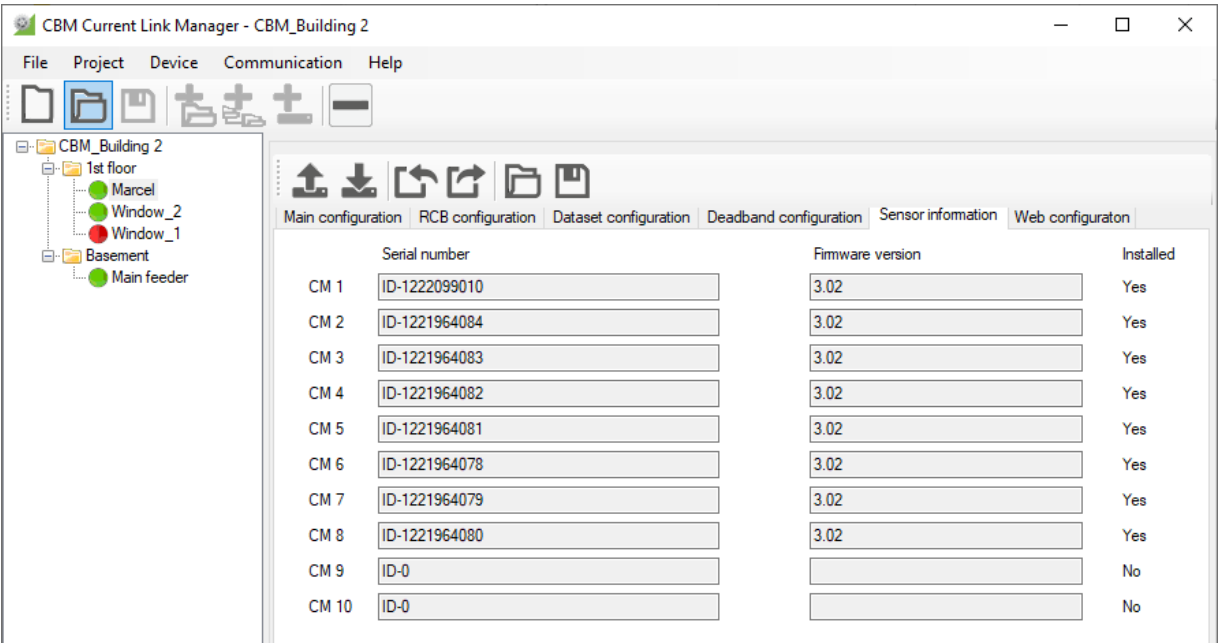 CBM Current Link Manager - CBM_Building 2
File Project Device Communication Help
CBM_Building 2
1st floor
Marcel
Window_2
Window_1
Basement
Main feeder
Main configuration RCB configuration Dataset configuration Deadband configuration Sensor information Web configuraton
Serial number Firmware version Installed
CM 1 ID-1222099010 3.02 Yes
CM 2 ID-1221964084 3.02 Yes
CM 3 ID-1221964083 3.02 Yes
CM 4 ID-1221964082 3.02 Yes
CM 5 ID-1221964081 3.02 Yes
CM 6 ID-1221964078 3.02 Yes
CM 7 ID-1221964079 3.02 Yes
CM 8 ID-1221964080 3.02 Yes
CM 9 ID-0 No
CM 10 ID-0 No